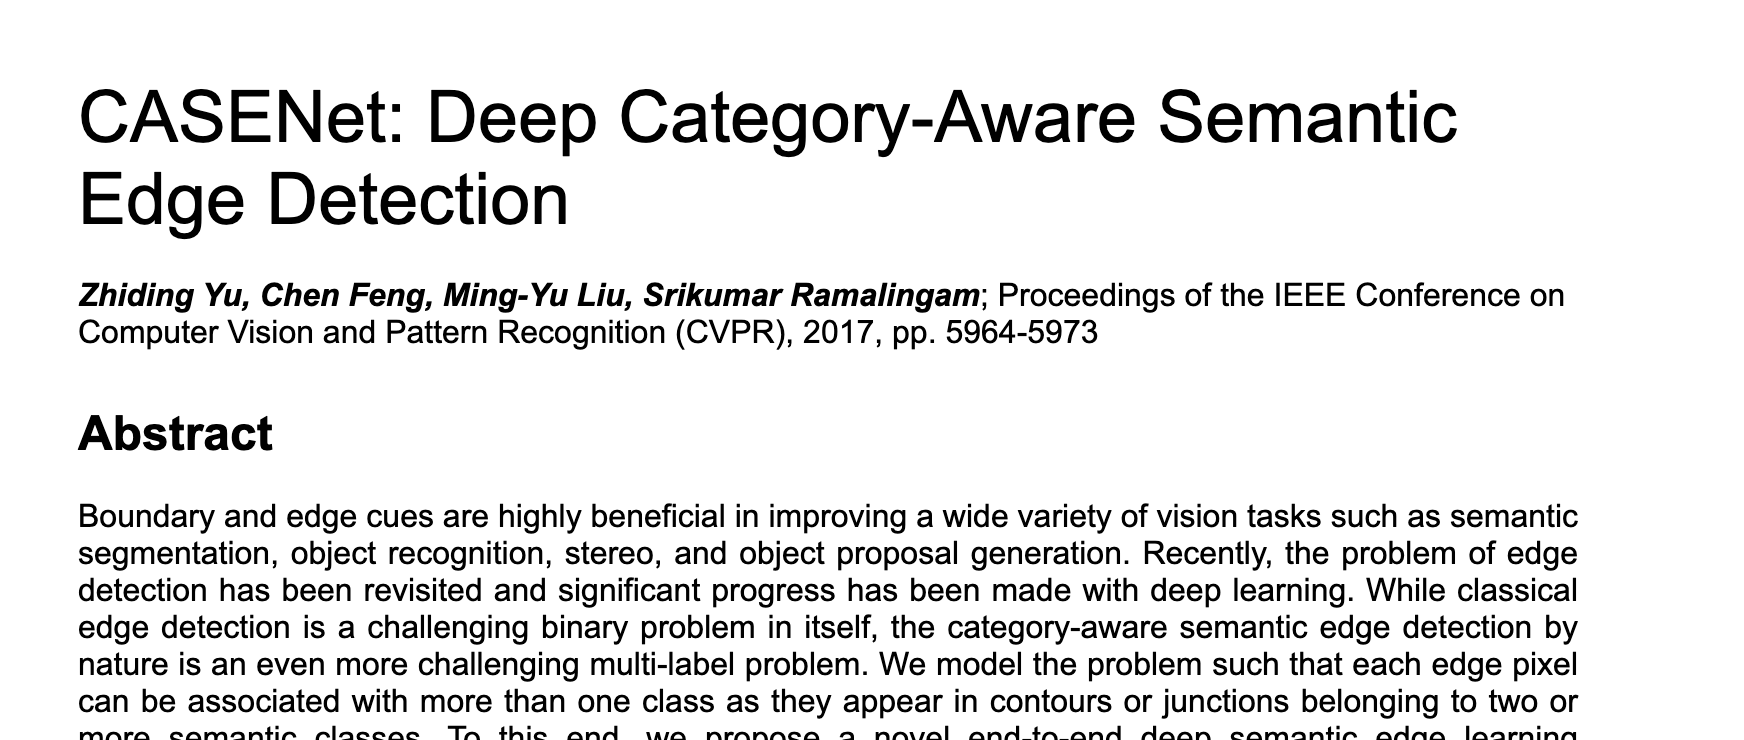 CASENet: Deep Category-Aware Semantic
Edge Detection
Zhiding Yu, Chen Feng, Ming-Yu Liu, Srikumar Ramalingam; Proceedings of the IEEE Conference on
Computer Vision and Pattern Recognition (CVPR), 2017, pp. 5964-5973
Abstract
Boundary and edge cues are highly beneficial in improving a wide variety of vision tasks such as semantic
segmentation, object recognition, stereo, and object proposal generation. Recently, the problem of edge
detection has been revisited and significant progress has been made with deep learning. While classical
edge detection is a challenging binary problem in itself, the category-aware semantic edge detection by
nature is an even more challenging multi-label problem. We model the problem such that each edge pixel
can be associated with more than one class as they appear in contours or junctions belonging to two or
more semantic classes. To this end, we propose a novel end-to-end deep semantic edge learning